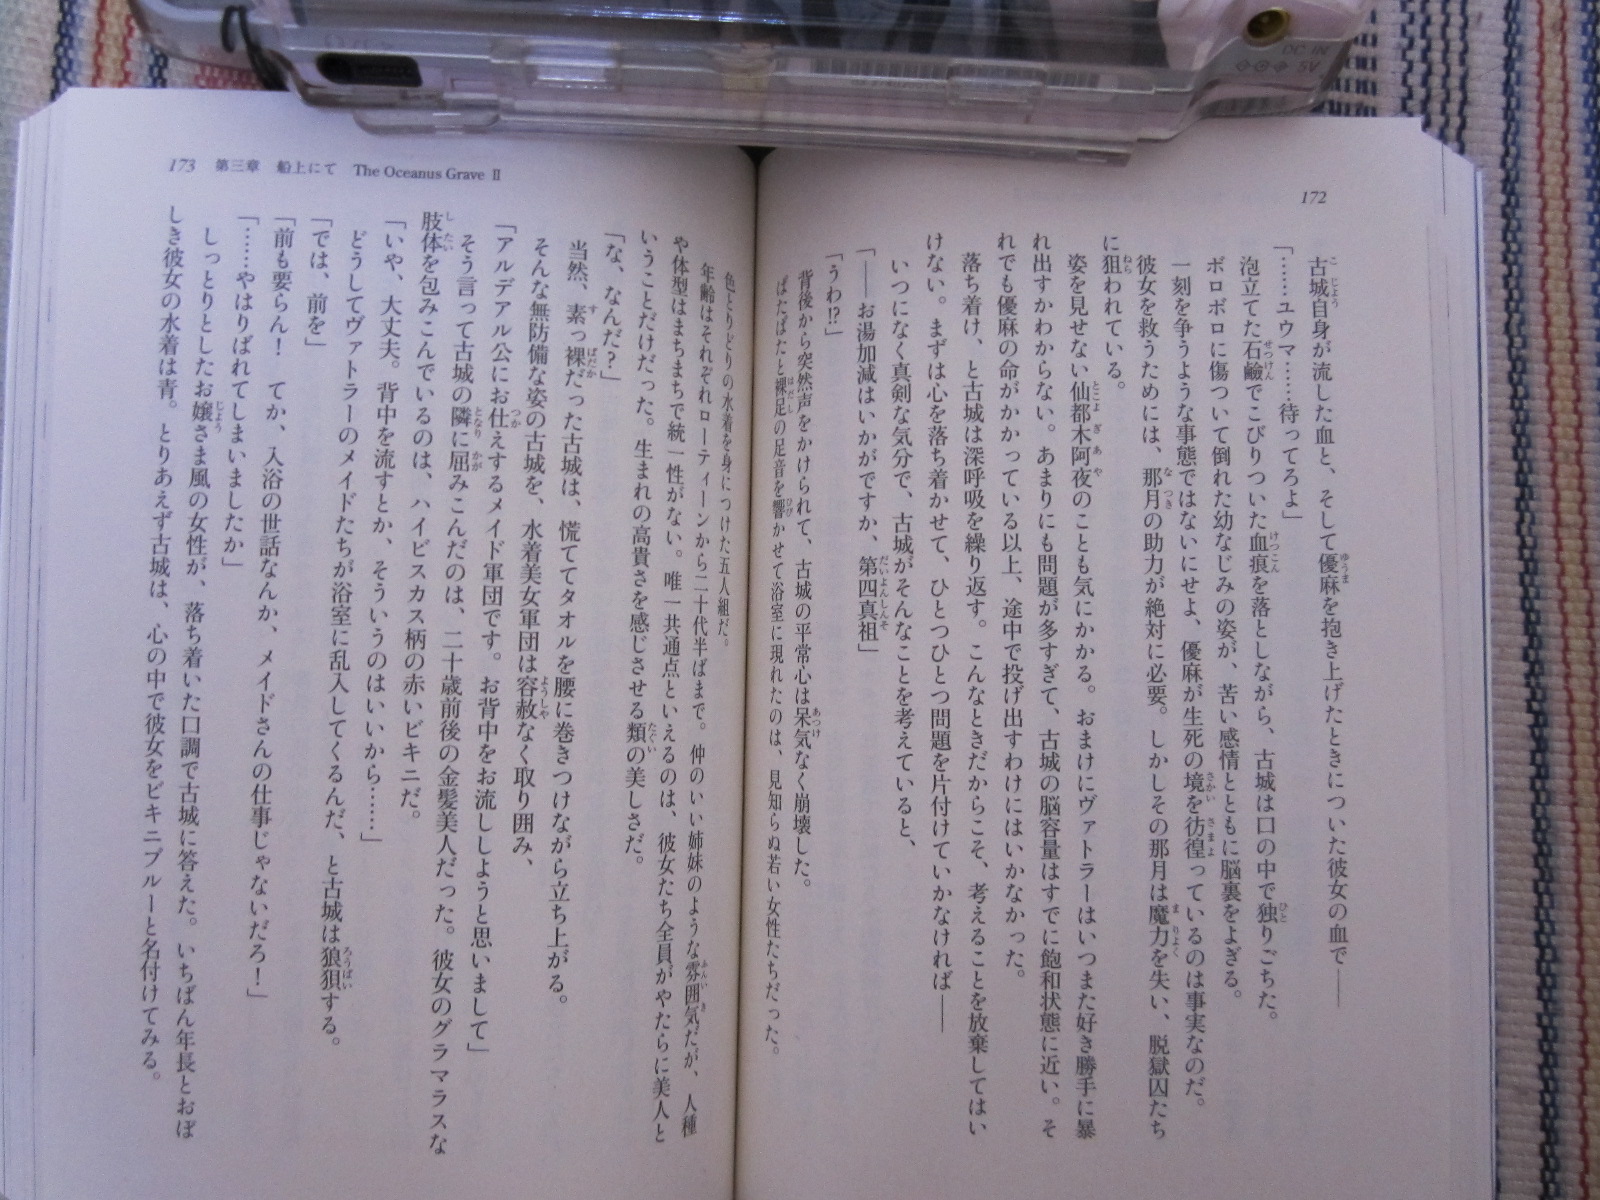 172
古城自身が流した血と、そして優麻を抱き上げたときについた彼女の血で――
「……ユウマ……待ってろよ」
泡立てた石鹸でこびりついた血痕を落としながら、古城は口の中で独りごちた。
ボロボロに傷ついて倒れた幼なじみの姿が、苦い感情とともに脳裏をよぎる。
一刻を争うような事態ではないにせよ、優麻が生死の境を彷徨っているのは事実なのだ。
彼女を救うためには、那月の助力が絶対に必要。しかしその那月は魔力を失い、脱獄囚たち
に狙われている。
姿を見せない仙都木阿夜のことも気にかかる。おまけにヴァトラーはいつまた好き勝手に暴
れ出すかわからない。あまりにも問題が多すぎて、古城の脳容量はすでに飽和状態に近い。そ
れでも優麻の命がかかっている以上、途中で投げ出すわけにはいかなかった。
落ち着け、と古城は深呼吸を繰り返す。こんなときだからこそ、考えることを放棄してはい
けない。まずは心を落ち着かせて、ひとつひとつ問題を片付けていかなければ――
いつになく真剣な気分で、古城がそんなことを考えていると、
「――お湯加減はいかがですか、第四真祖」
「うわ!?」
背後から突然声をかけられて、古城の平常心は呆気なく崩壊した。
ぱたぱたと裸足の足音を響かせて浴室に現れたのは、見知らぬ若い女性たちだった。
173 第三章 船上にて The Oceanus Grave Ⅱ
色とりどりの水着を身につけた五人組だ。
年齢はそれぞれローティーンから二十代半ばまで。仲のいい姉妹のような雰囲気だが、人種
や体型はまちまちで統一性がない。唯一共通点といえるのは、彼女たち全員がやたらに美人と
いうことだけだった。生まれの高貴さを感じさせる類の美しさだ。
「な、なんだ？」
当然、素っ裸だった古城は、慌ててタオルを腰に巻きつけながら立ち上がる。
そんな無防備な姿の古城を、水着美女軍団は容赦なく取り囲み、
「アルデアル公にお仕えするメイド軍団です。お背中をお流ししようと思いまして」
そう言って古城の隣に屈みこんだのは、二十歳前後の金髪美人だった。彼女のグラマラスな
肢体を包みこんでいるのは、ハイビスカス柄の赤いビキニだ。
「いや、大丈夫。背中を流すとか、そういうのはいいから……」
どうしてヴァトラーのメイドたちが浴室に乱入してくるんだ、と古城は狼狽する。
「では、前を」
「前も要らん！　てか、入浴の世話なんか、メイドさんの仕事じゃないだろ！」
「……やはりばれてしまいましたか」
しっとりとしたお嬢さま風の女性が、落ち着いた口調で古城に答えた。いちばん年長とおぼ
しき彼女の水着は青。とりあえず古城は、心の中で彼女をビキニブルーと名付けてみる。
DC IN 5V